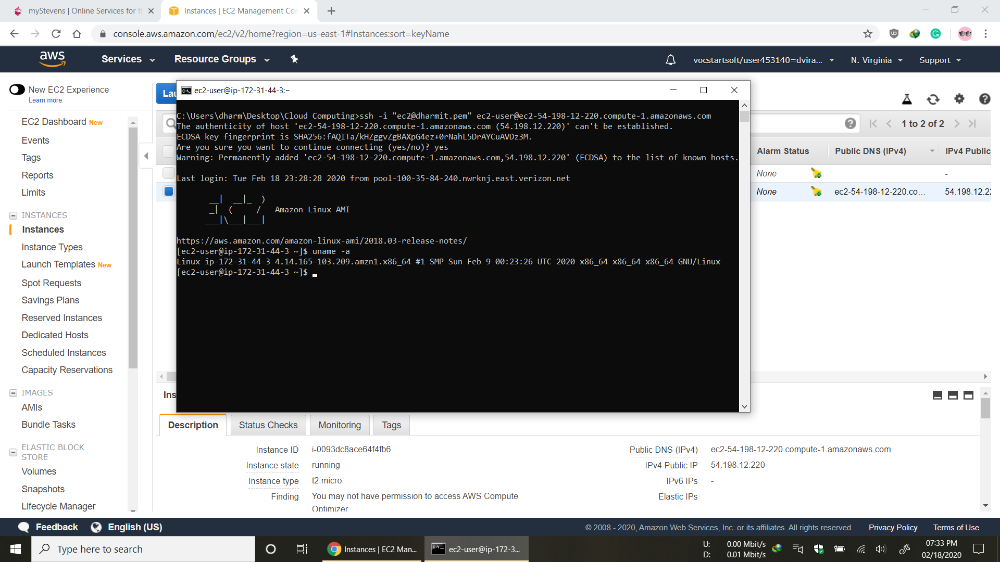 myStevens | Online Services for t
Instances | EC2 Management Con
console.aws.amazon.com/ec2/v2/home?region=us-east-1#Instances:sort=keyName
aws
Services
Resource Groups
vocstartsoft/user453140=dvira...
N. Virginia
Support
New EC2 Experience
Learn more
EC2 Dashboard New
Events
Tags
Reports
Limits
INSTANCES
Instances
Instance Types
Launch Templates New
Spot Requests
Savings Plans
Reserved Instances
Dedicated Hosts
Scheduled Instances
Capacity Reservations
IMAGES
AMIs
Bundle Tasks
ELASTIC BLOCK
STORE
Volumes
Snapshots
Lifecycle Manager
Lau
ec2-user@ip-172-31-44-3:~
C:\Users\dharm\Desktop\Cloud Computing>ssh -i "ec2@dharmit.pem" ec2-user@ec2-54-198-12-220.compute-1.amazonaws.com
The authenticity of host 'ec2-54-198-12-220.compute-1.amazonaws.com (54.198.12.220)' can't be established.
ECDSA key fingerprint is SHA256:fAQITa/kHZggvZgBAXpG4ez+0rNahL5DrAYCuAVDz3M.
Are you sure you want to continue connecting (yes/no)? yes
Warning: Permanently added 'ec2-54-198-12-220.compute-1.amazonaws.com,54.198.12.220' (ECDSA) to the list of known hosts.
Last login: Tue Feb 18 23:28:28 2020 from pool-100-35-84-240.nwrknj.east.verizon.net
__|  __|_  )
_|  (     /   Amazon Linux AMI
___|\___|___|
https://aws.amazon.com/amazon-linux-ami/2018.03-release-notes/
[ec2-user@ip-172-31-44-3 ~]$ uname -a
Linux ip-172-31-44-3 4.14.165-103.209.amzn1.x86_64 #1 SMP Sun Feb 9 00:23:26 UTC 2020 x86_64 x86_64 x86_64 GNU/Linux
[ec2-user@ip-172-31-44-3 ~]$
1 to 2 of 2
Alarm Status
Public DNS (IPv4)
IPv4 Public
None
-
None
ec2-54-198-12-220.co...
54.198.12.22
Ins
Description
Status Checks
Monitoring
Tags
Instance ID
i-0093dc8ace64f4fb6
Public DNS (IPv4)
ec2-54-198-12-220.compute-1.amazonaws.com
Instance state
running
IPv4 Public IP
54.198.12.220
Instance type
t2.micro
IPv6 IPs
-
Finding
You may not have permission to access AWS Compute
Optimizer
Elastic IPs
Feedback
English (US)
© 2008 - 2020, Amazon Web Services, Inc. or its affiliates. All rights reserved.
Privacy Policy
Terms of Use
Type here to search
Instances | EC2 Man...
ec2-user@ip-172-3...
U: 0.00 Mbit/s
D: 0.01 Mbit/s
07:33 PM
02/18/2020